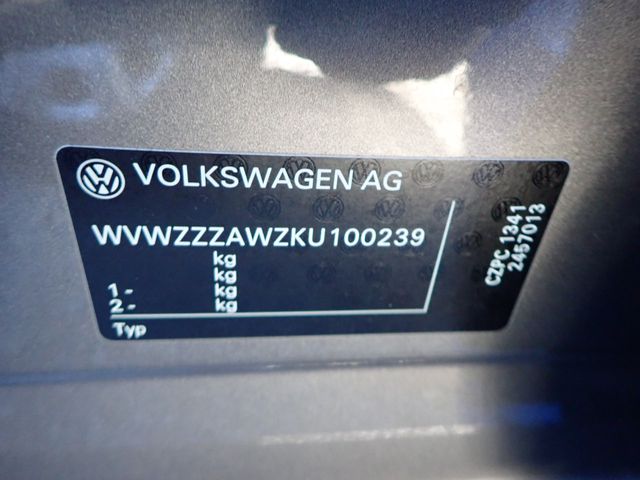 VOLKSWAGEN AG
WVWZZZAWZKU100239
kg
kg
1 - kg
2 - kg
Typ
CZPC 1341
2457013